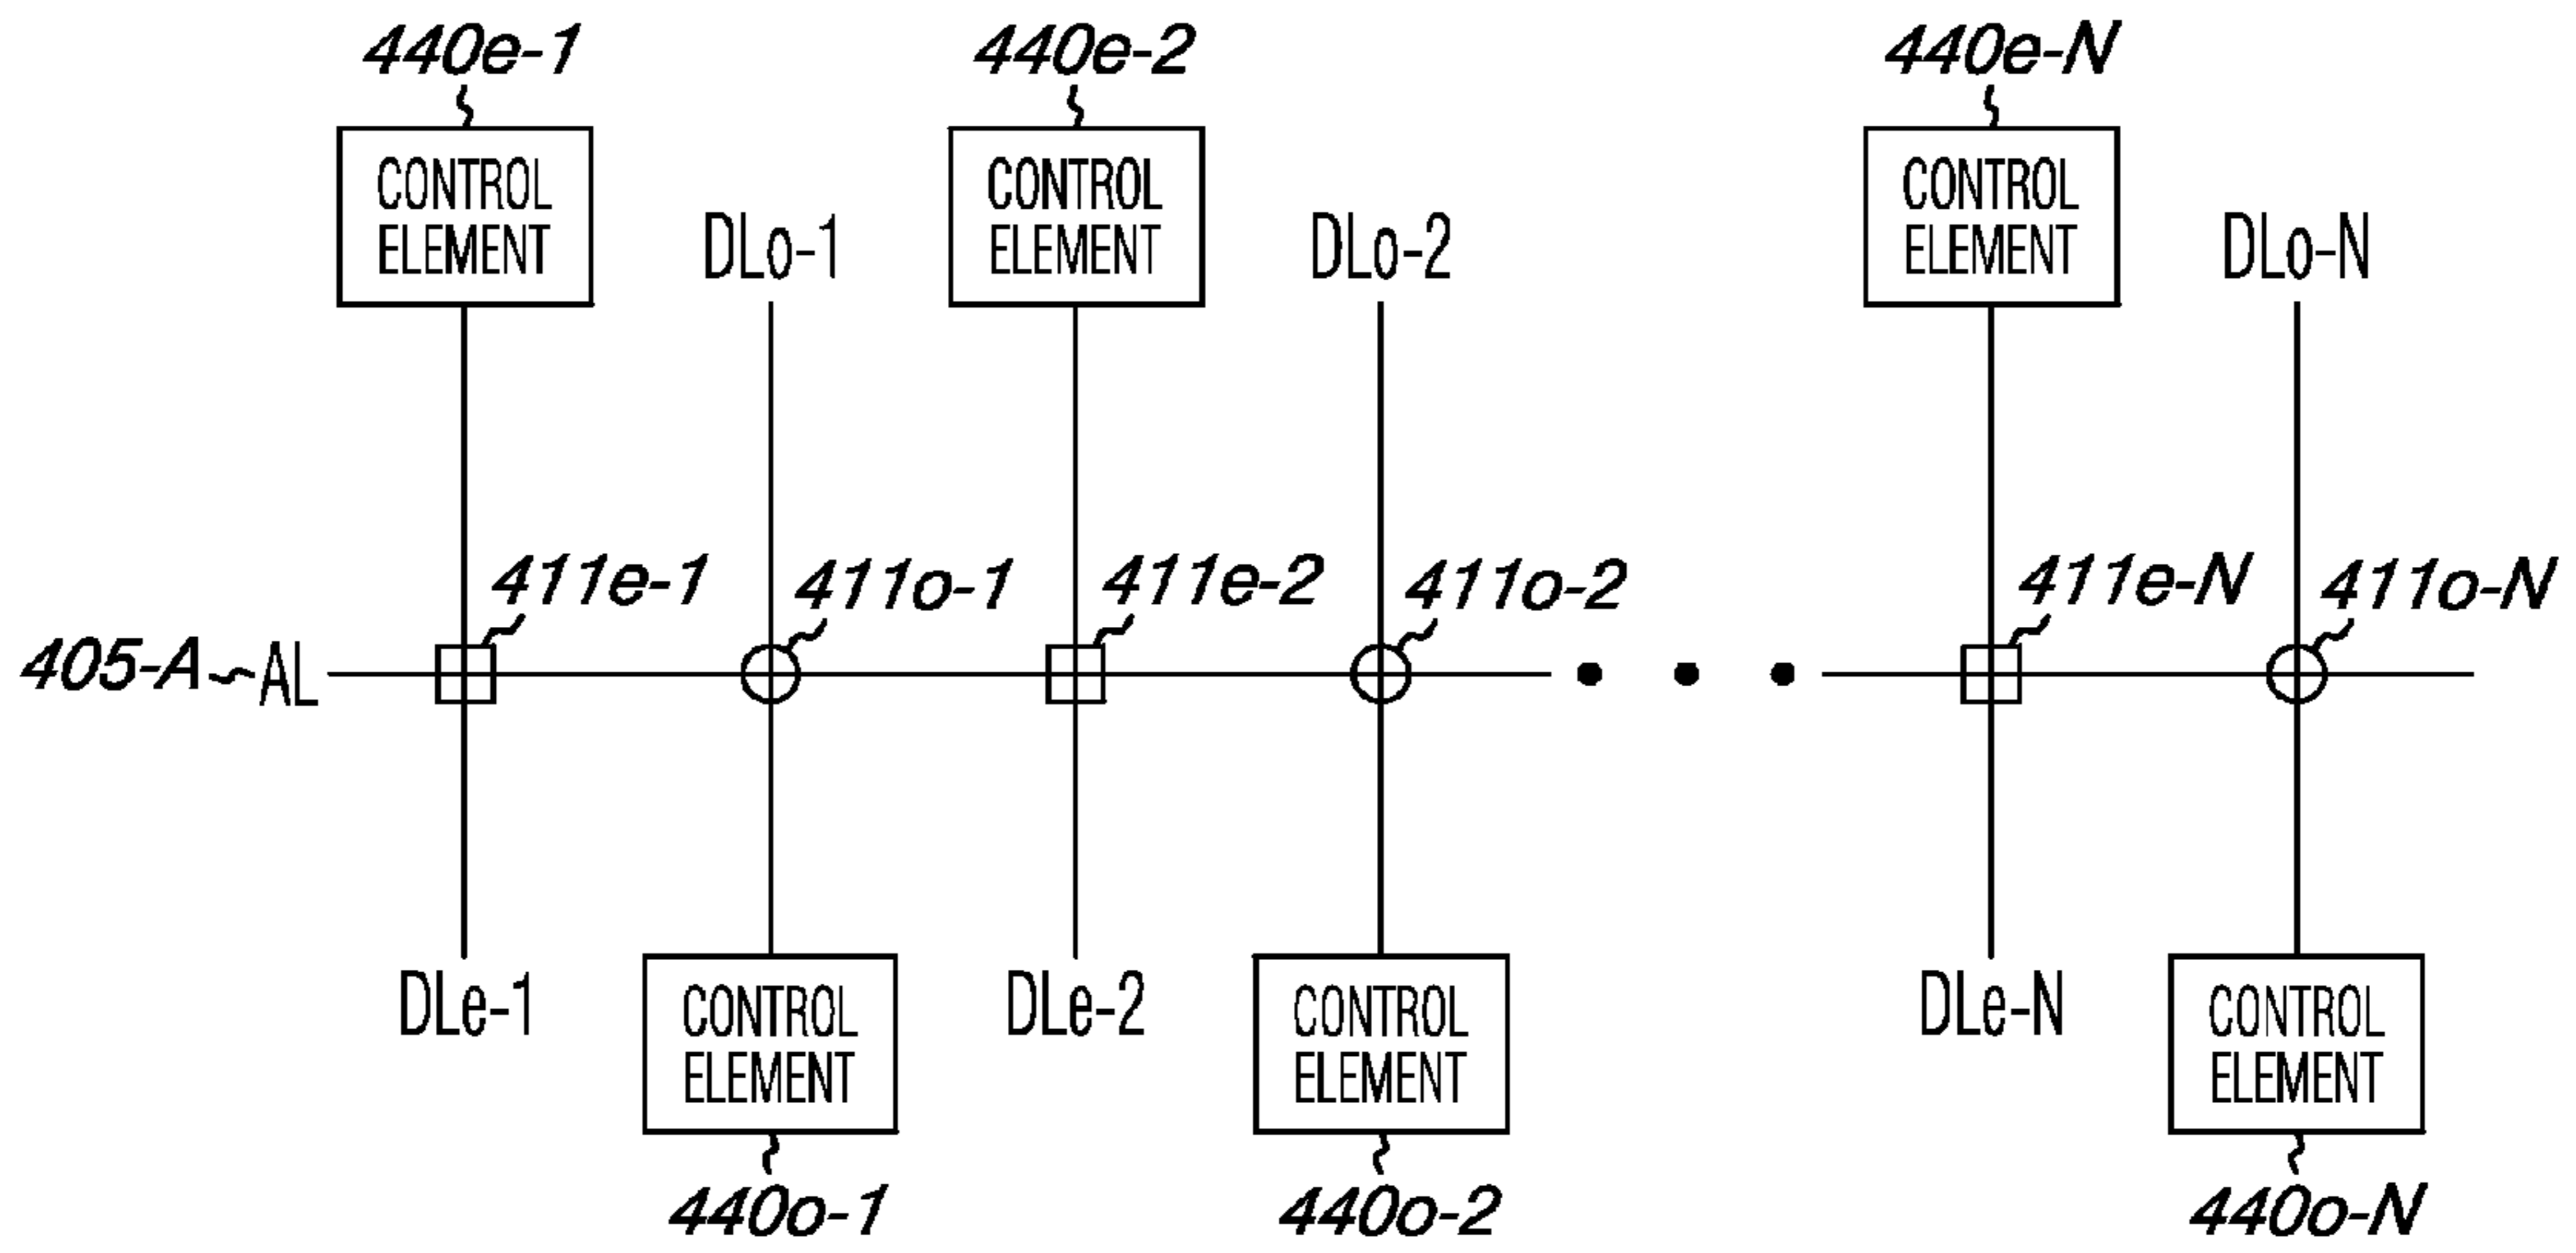 440e-1
440e-2
440e-N
CONTROL
ELEMENT
CONTROL
ELEMENT
CONTROL
ELEMENT
DLo-1
DLo-2
DLo-N
411e-1
411o-1
411e-2
411o-2
411e-N
411o-N
405-A
AL
DLe-1
DLe-2
DLe-N
CONTROL
ELEMENT
CONTROL
ELEMENT
CONTROL
ELEMENT
440o-1
440o-2
440o-N